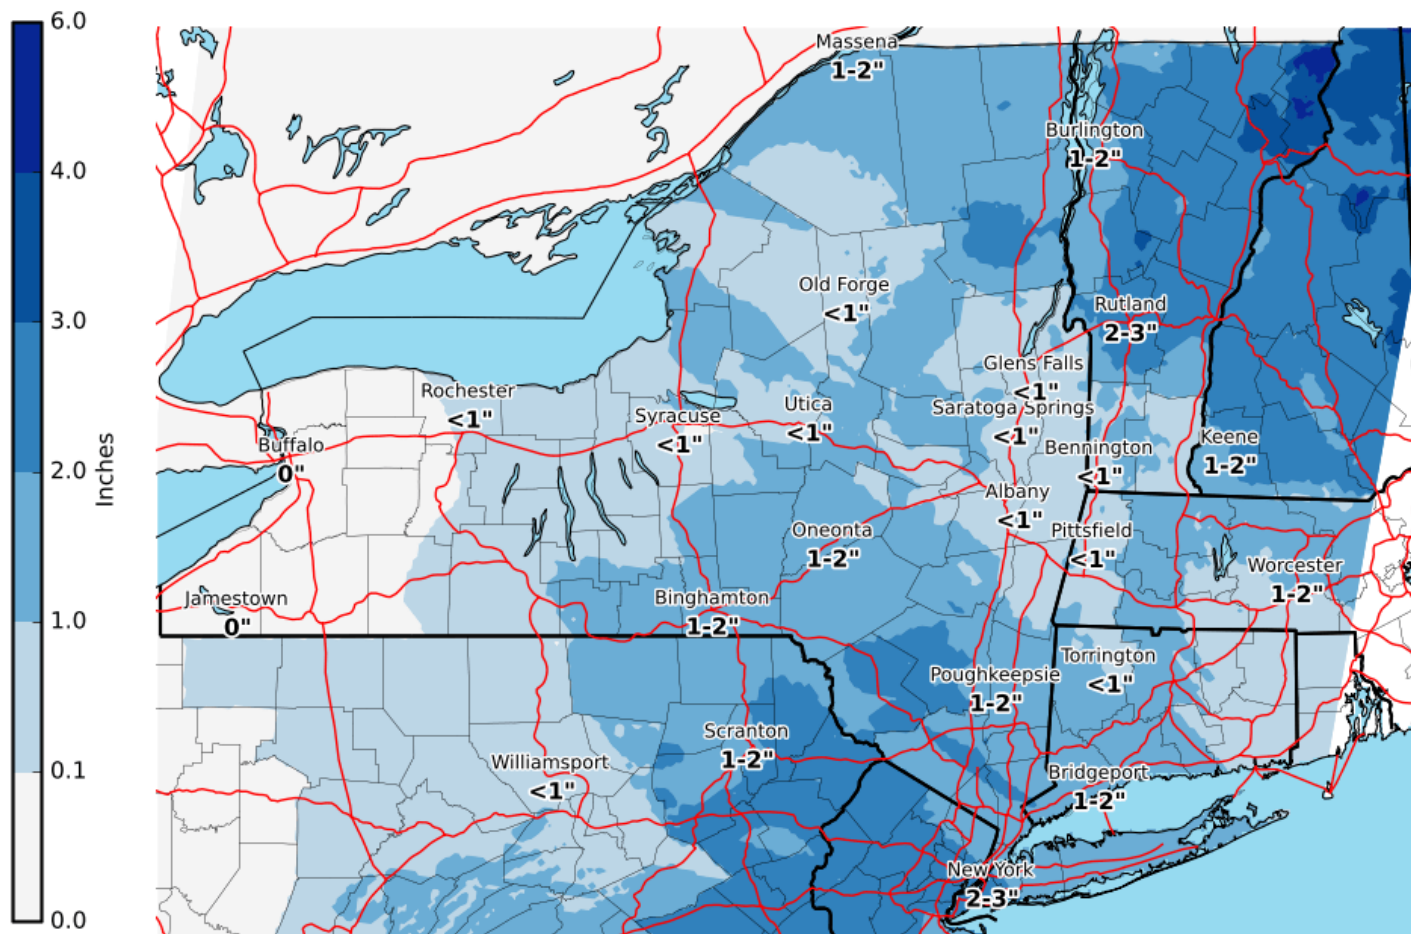 6.0
4.0
3.0
2.0
1.0
0.1
0.0
Inches
Massena
1-2"
Burlington
1-2"
Old Forge
<1"
Rutland
2-3"
Glens Falls
<1"
Rochester
<1"
Syracuse
<1"
Utica
<1"
Saratoga Springs
<1"
Buffalo
0"
Bennington
<1"
Keene
1-2"
Albany
<1"
Oneonta
1-2"
Pittsfield
<1"
Worcester
1-2"
Jamestown
0"
Binghamton
1-2"
Torrington
<1"
Poughkeepsie
1-2"
Scranton
1-2"
Williamsport
<1"
Bridgeport
1-2"
New York
2-3"